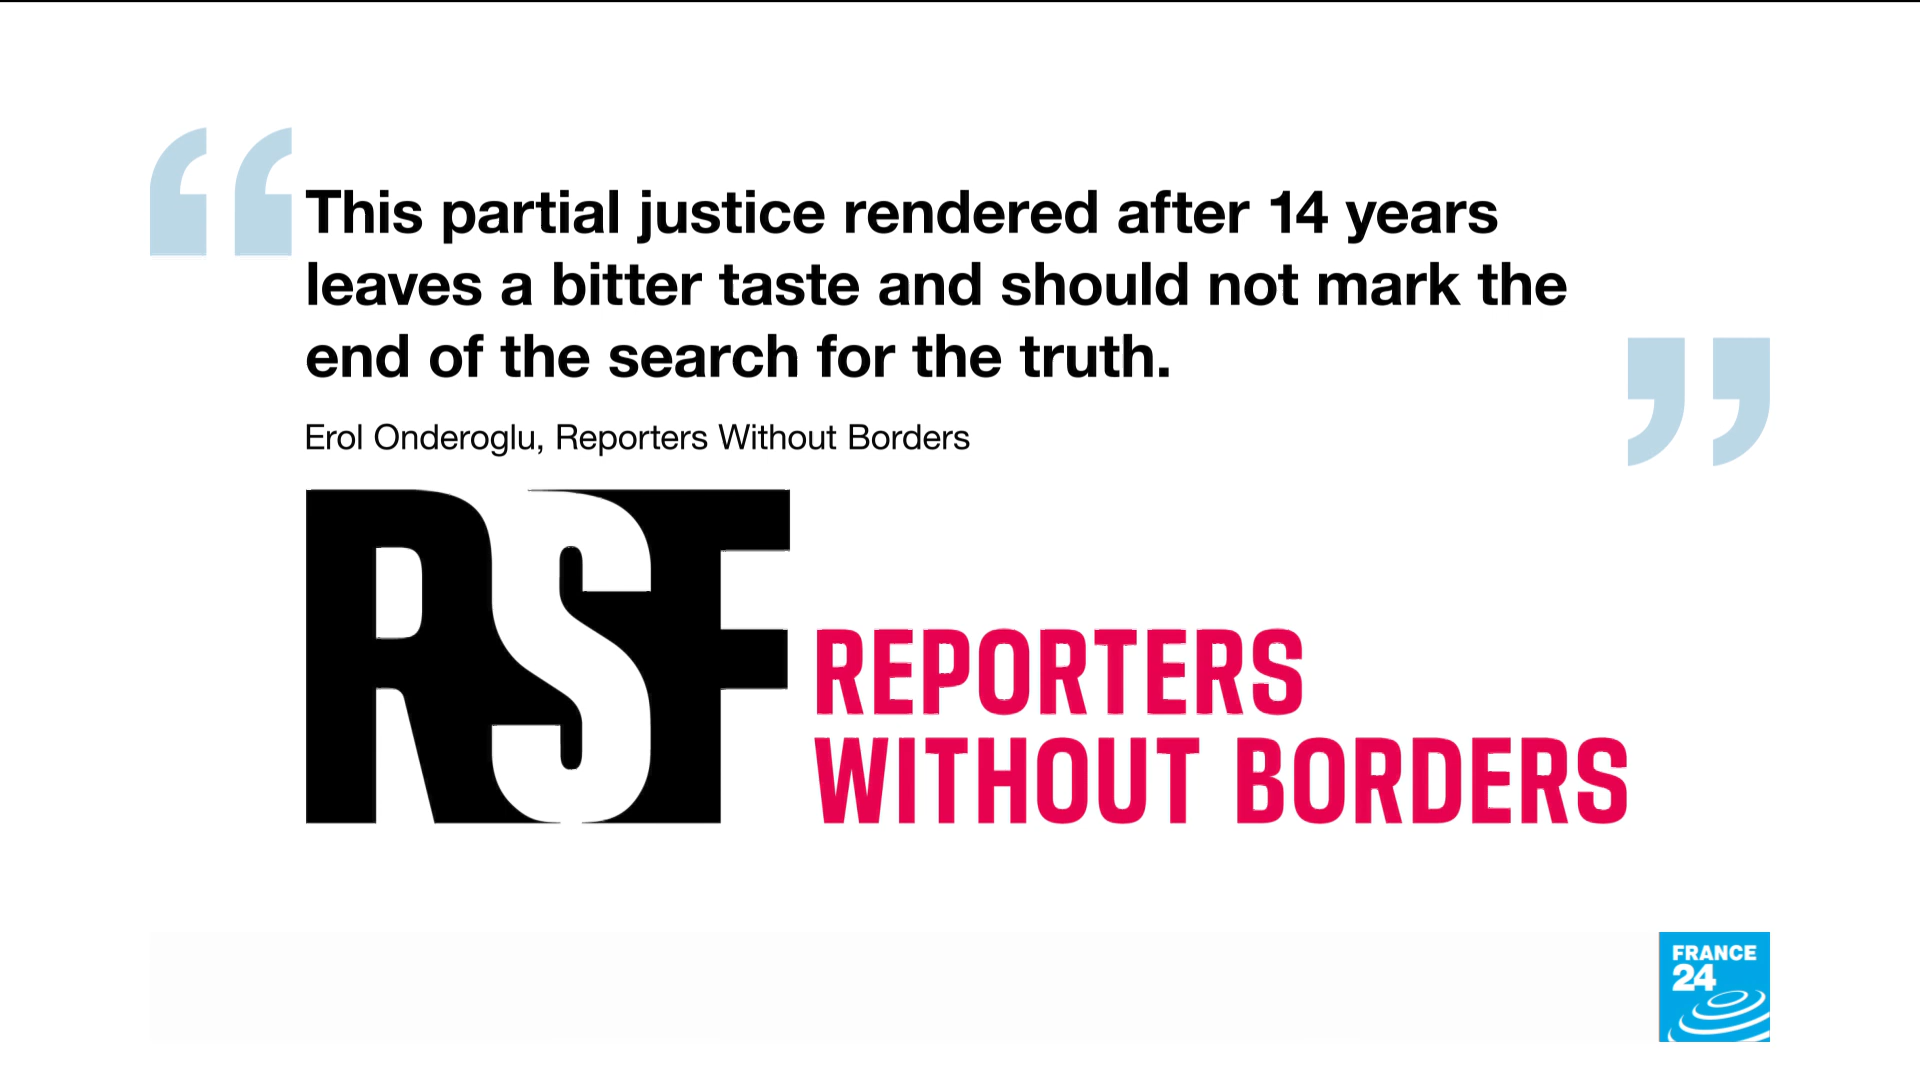 This partial justice rendered after 14 years
leaves a bitter taste and should not mark the
end of the search for the truth.
Erol Onderoglu, Reporters Without Borders
RSF
REPORTERS
WITHOUT BORDERS
FRANCE
24